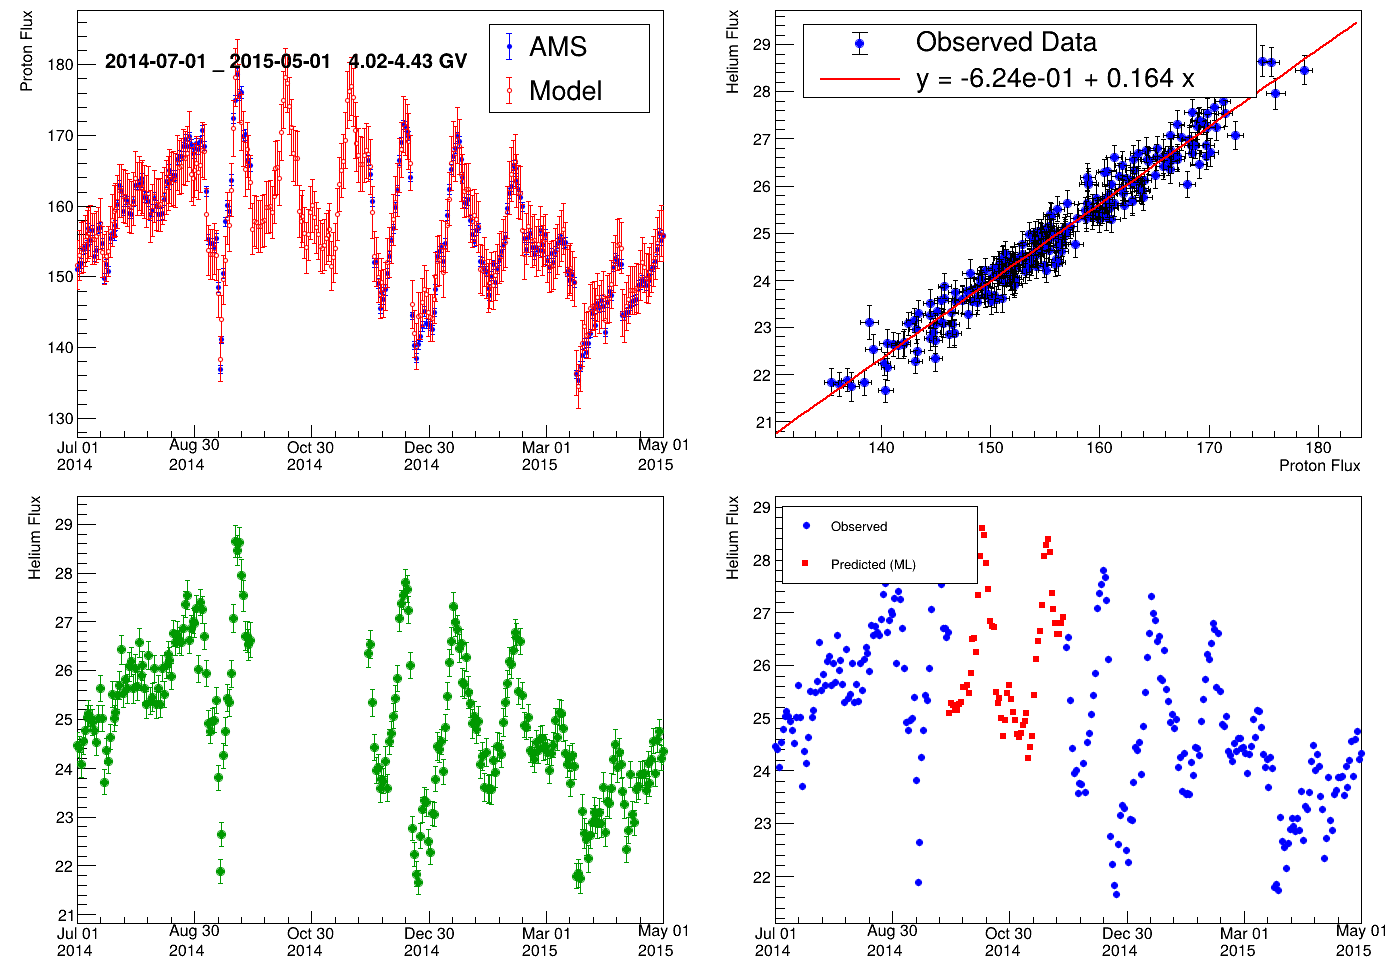 Proton Flux
2014-07-01 _ 2015-05-01 4.02-4.43 GV
AMS
Model
180
170
160
150
140
130
Jul 01
2014
Aug 30
2014
Oct 30
2014
Dec 30
2014
Mar 01
2015
May 01
2015
Helium Flux
Observed Data
y = -6.24e-01 + 0.164 x
29
28
27
26
25
24
23
22
21
140
150
160
170
180
Proton Flux
Helium Flux
29
28
27
26
25
24
23
22
21
Jul 01
2014
Aug 30
2014
Oct 30
2014
Dec 30
2014
Mar 01
2015
May 01
2015
Helium Flux
Observed
Predicted (ML)
29
28
27
26
25
24
23
22
Jul 01
2014
Aug 30
2014
Oct 30
2014
Dec 30
2014
Mar 01
2015
May 01
2015